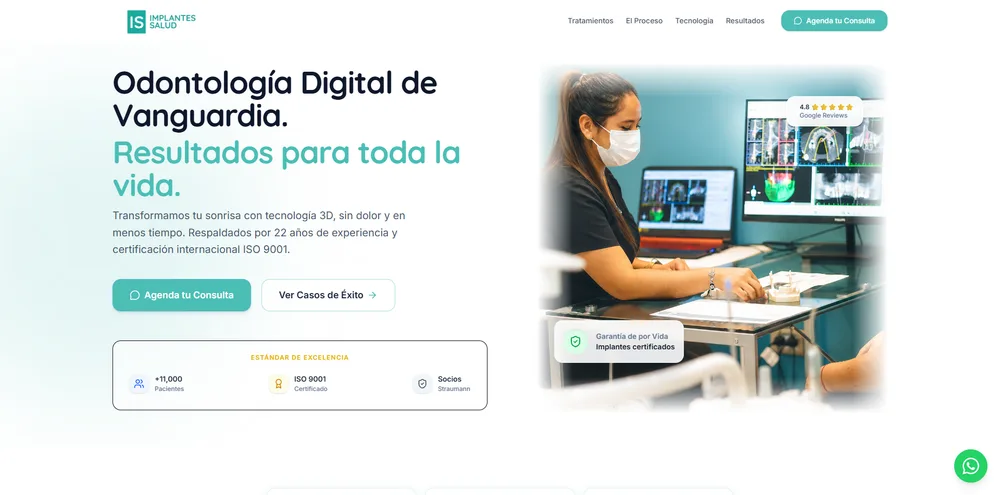 IS IMPLANTES
SALUD
Tratamientos
El Proceso
Tecnología
Resultados
Agenda tu Consulta
Odontología Digital de
Vanguardia.
Resultados para toda la
vida.
Transformamos tu sonrisa con tecnología 3D, sin dolor y en
menos tiempo. Respaldados por 22 años de experiencia y
certificación internacional ISO 9001.
Agenda tu Consulta
Ver Casos de Éxito
ESTÁNDAR DE EXCELENCIA
+11,000
Pacientes
ISO 9001
Certificado
Socios
Straumann
4.8
Google Reviews
PHILIPS
Garantía de por Vida
Implantes certificados